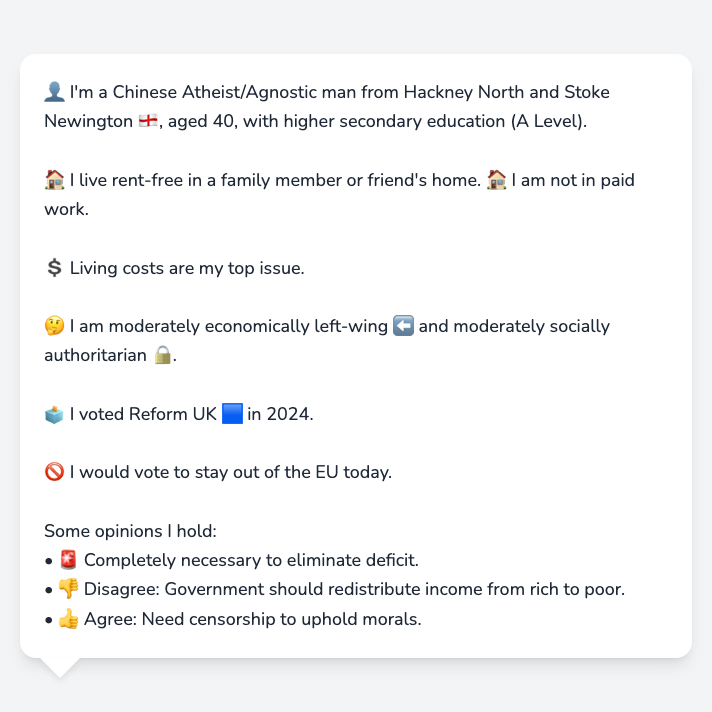 👤 I'm a Chinese Atheist/Agnostic man from Hackney North and Stoke
Newington 🏴󠁧󠁢󠁥󠁮󠁧󠁿, aged 40, with higher secondary education (A Level).
🏠 I live rent-free in a family member or friend's home. 🏠 I am not in paid
work.
💲 Living costs are my top issue.
🤔 I am moderately economically left-wing ⬅️ and moderately socially
authoritarian 🔒.
🗳️ I voted Reform UK 🟦 in 2024.
🚫 I would vote to stay out of the EU today.
Some opinions I hold:
• 🚨 Completely necessary to eliminate deficit.
• 👎 Disagree: Government should redistribute income from rich to poor.
• 👍 Agree: Need censorship to uphold morals.